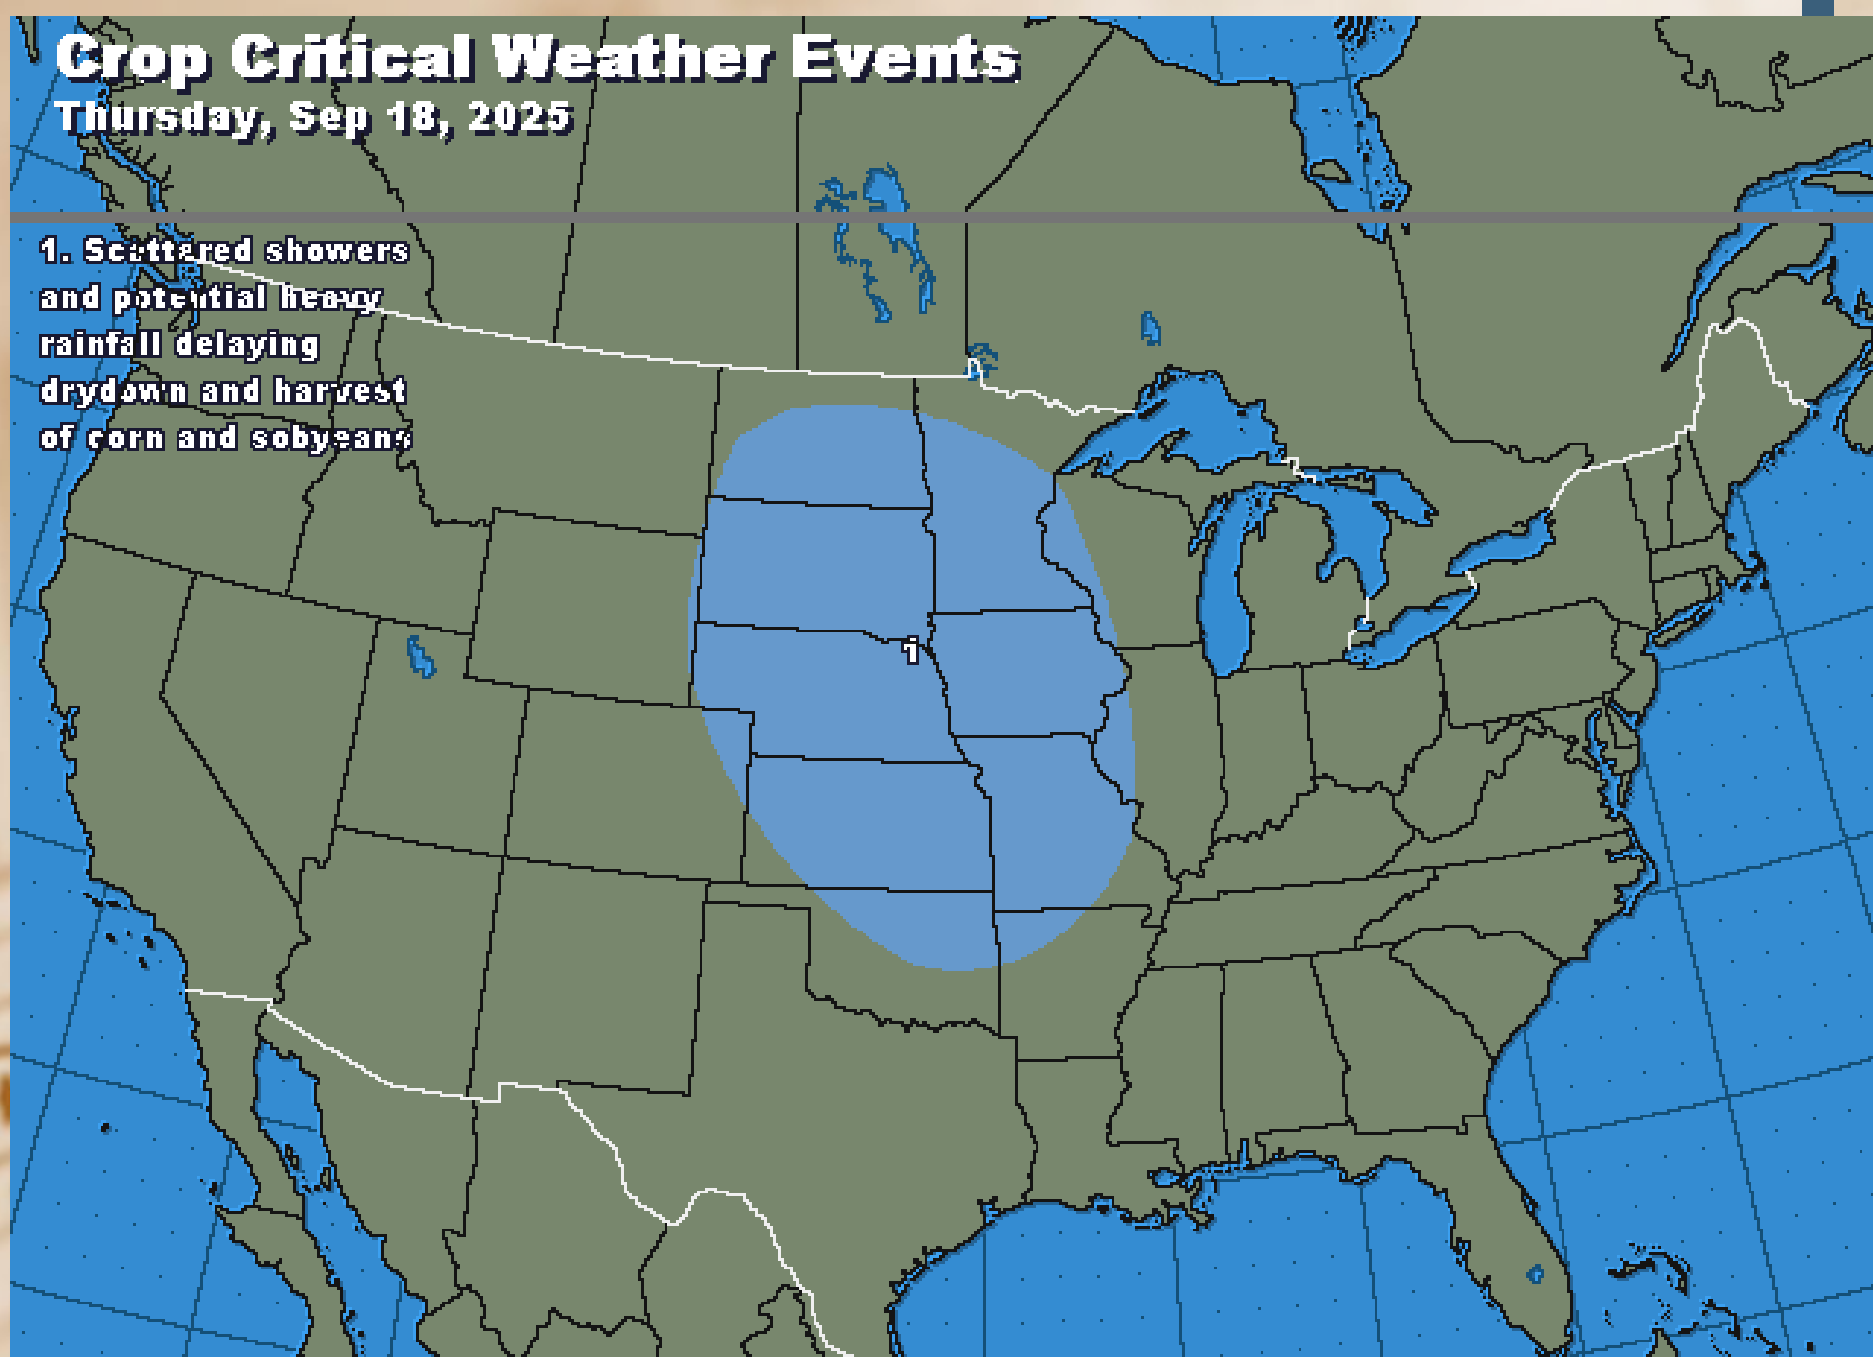 Crop Critical Weather Events
Thursday, Sep 18, 2025
1. Scattered showers
and potential heavy
rainfall delaying
drydown and harvest
of corn and sobyeans
1